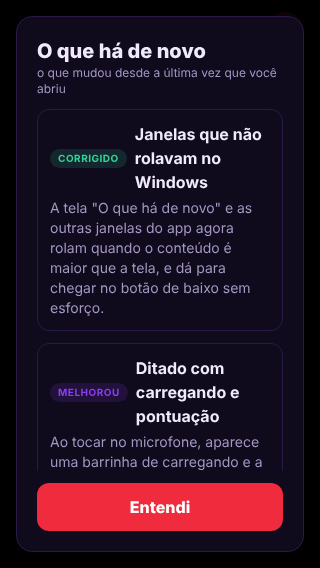 O que há de novo
o que mudou desde a última vez que você
abriu
CORRIGIDO
Janelas que não
rolavam no
Windows
A tela "O que há de novo" e as
outras janelas do app agora
rolam quando o conteúdo é
maior que a tela, e dá para
chegar no botão de baixo sem
esforço.
MELHOROU
Ditado com
carregando e
pontuação
Ao tocar no microfone, aparece
uma barrinha de carregando e a
Entendi